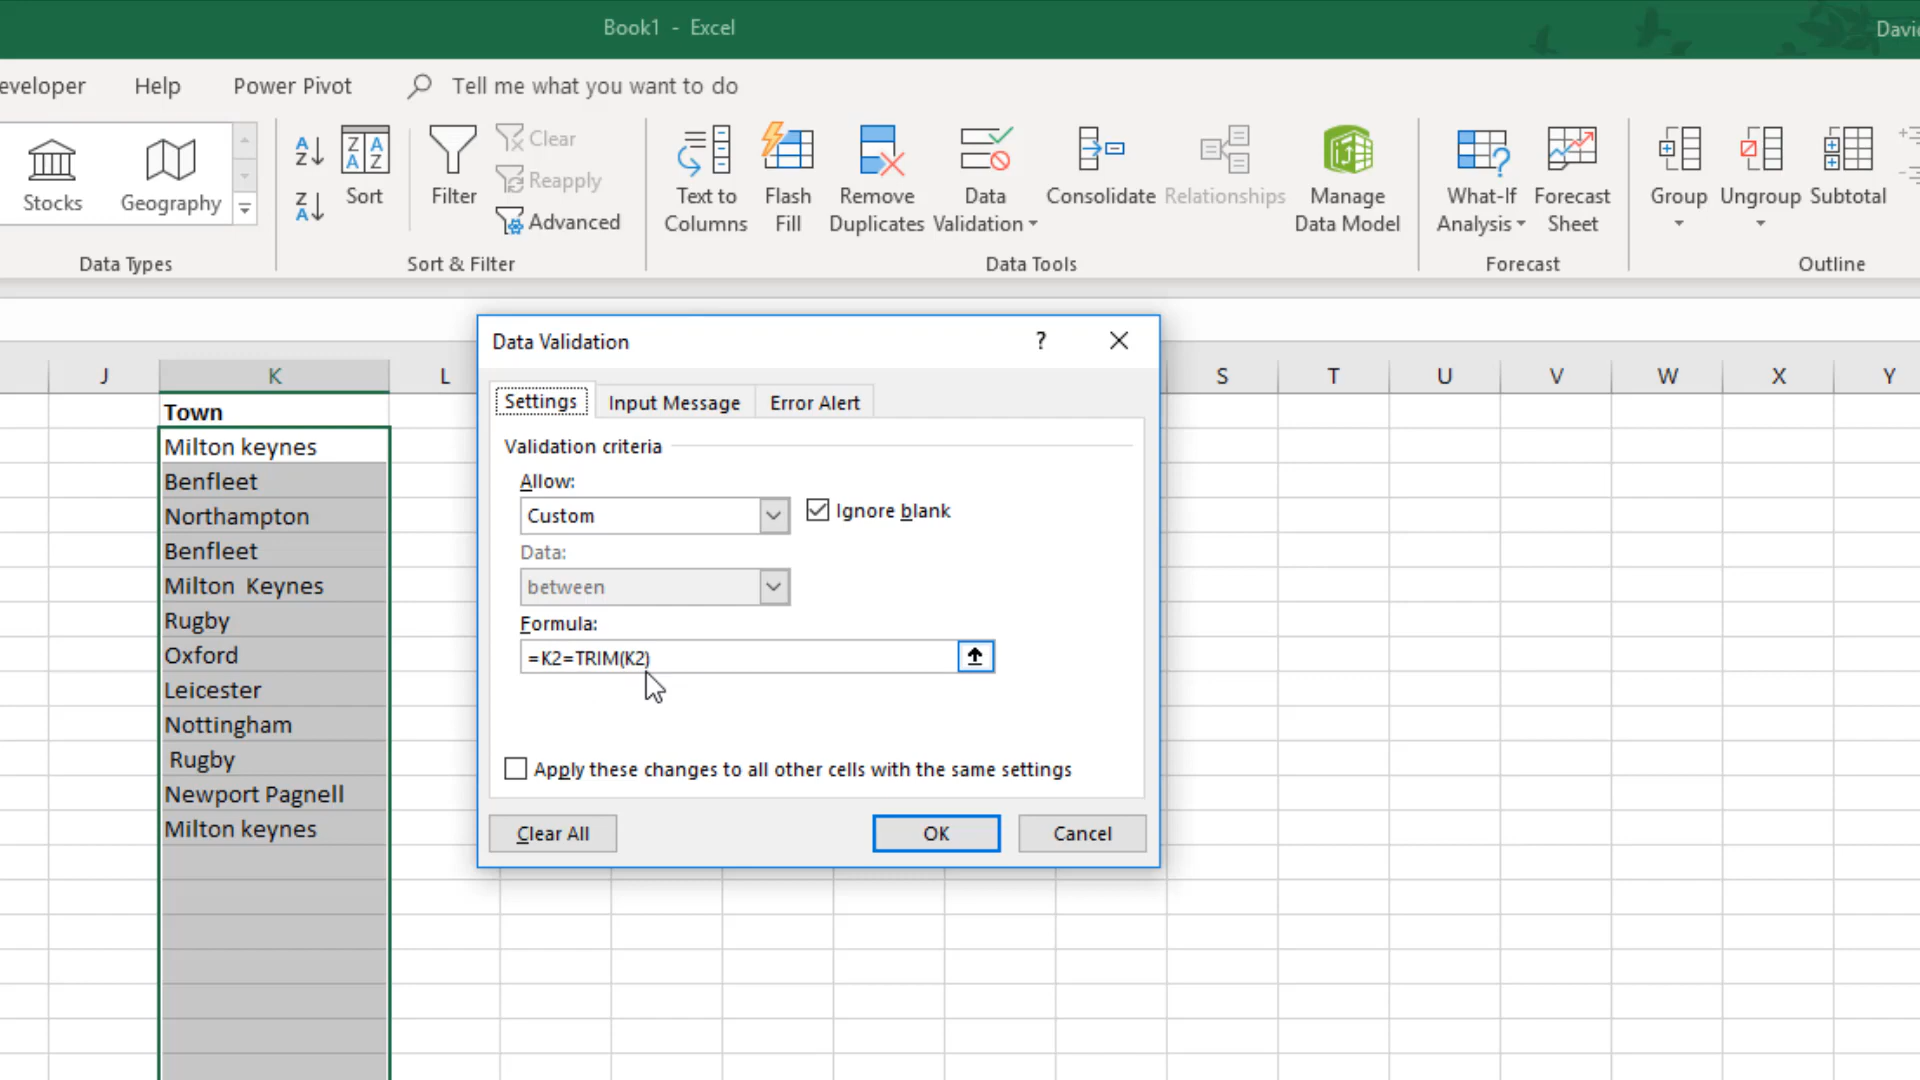 Book1 - Excel
Davi
eveloper Help Power Pivot Tell me what you want to do
Stocks Geography
Data Types
Sort
Filter
Clear
Reapply
Advanced
Sort & Filter
Text to Columns
Flash Fill
Remove Duplicates
Data Validation
Consolidate
Relationships
Manage Data Model
Data Tools
What-If Analysis
Forecast Sheet
Forecast
Group
Ungroup
Subtotal
Outline
J K L S T U V W X Y
Town
Milton keynes
Benfleet
Northampton
Benfleet
Milton  Keynes
Rugby
Oxford
Leicester
Nottingham
 Rugby
Newport Pagnell
Milton keynes
Data Validation ?
Settings Input Message Error Alert
Validation criteria
Allow:
Custom Ignore blank
Data:
between
Formula:
=K2=TRIM(K2)
Apply these changes to all other cells with the same settings
Clear All OK Cancel